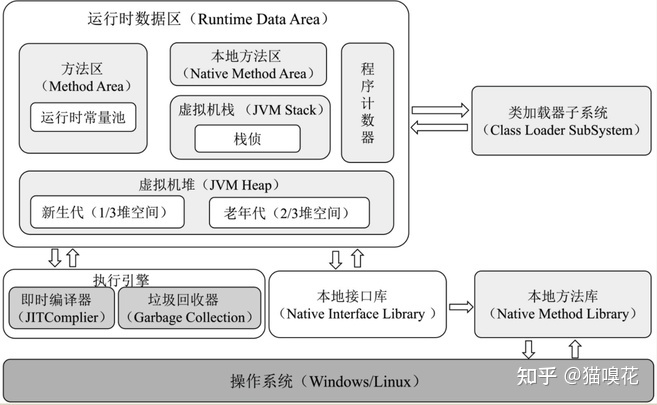 运行时数据区（Runtime Data Area）
方法区
(Method Area)
运行时常量池
本地方法区
(Native Method Area)
虚拟机栈 （JVM Stack）
栈侦
程
序
计
数
器
虚拟机堆（JVM Heap）
新生代（1/3堆空间）
老年代（2/3堆空间）
类加载器子系统
(Class Loader SubSystem)
执行引擎
即时编译器
（JITComplier）
垃圾回收器
（Garbage Collection）
本地接口库
（Native Interface Library ）
本地方法库
（Native Method Library）
操作系统（Windows/Linux）
知乎 @猫嗅花